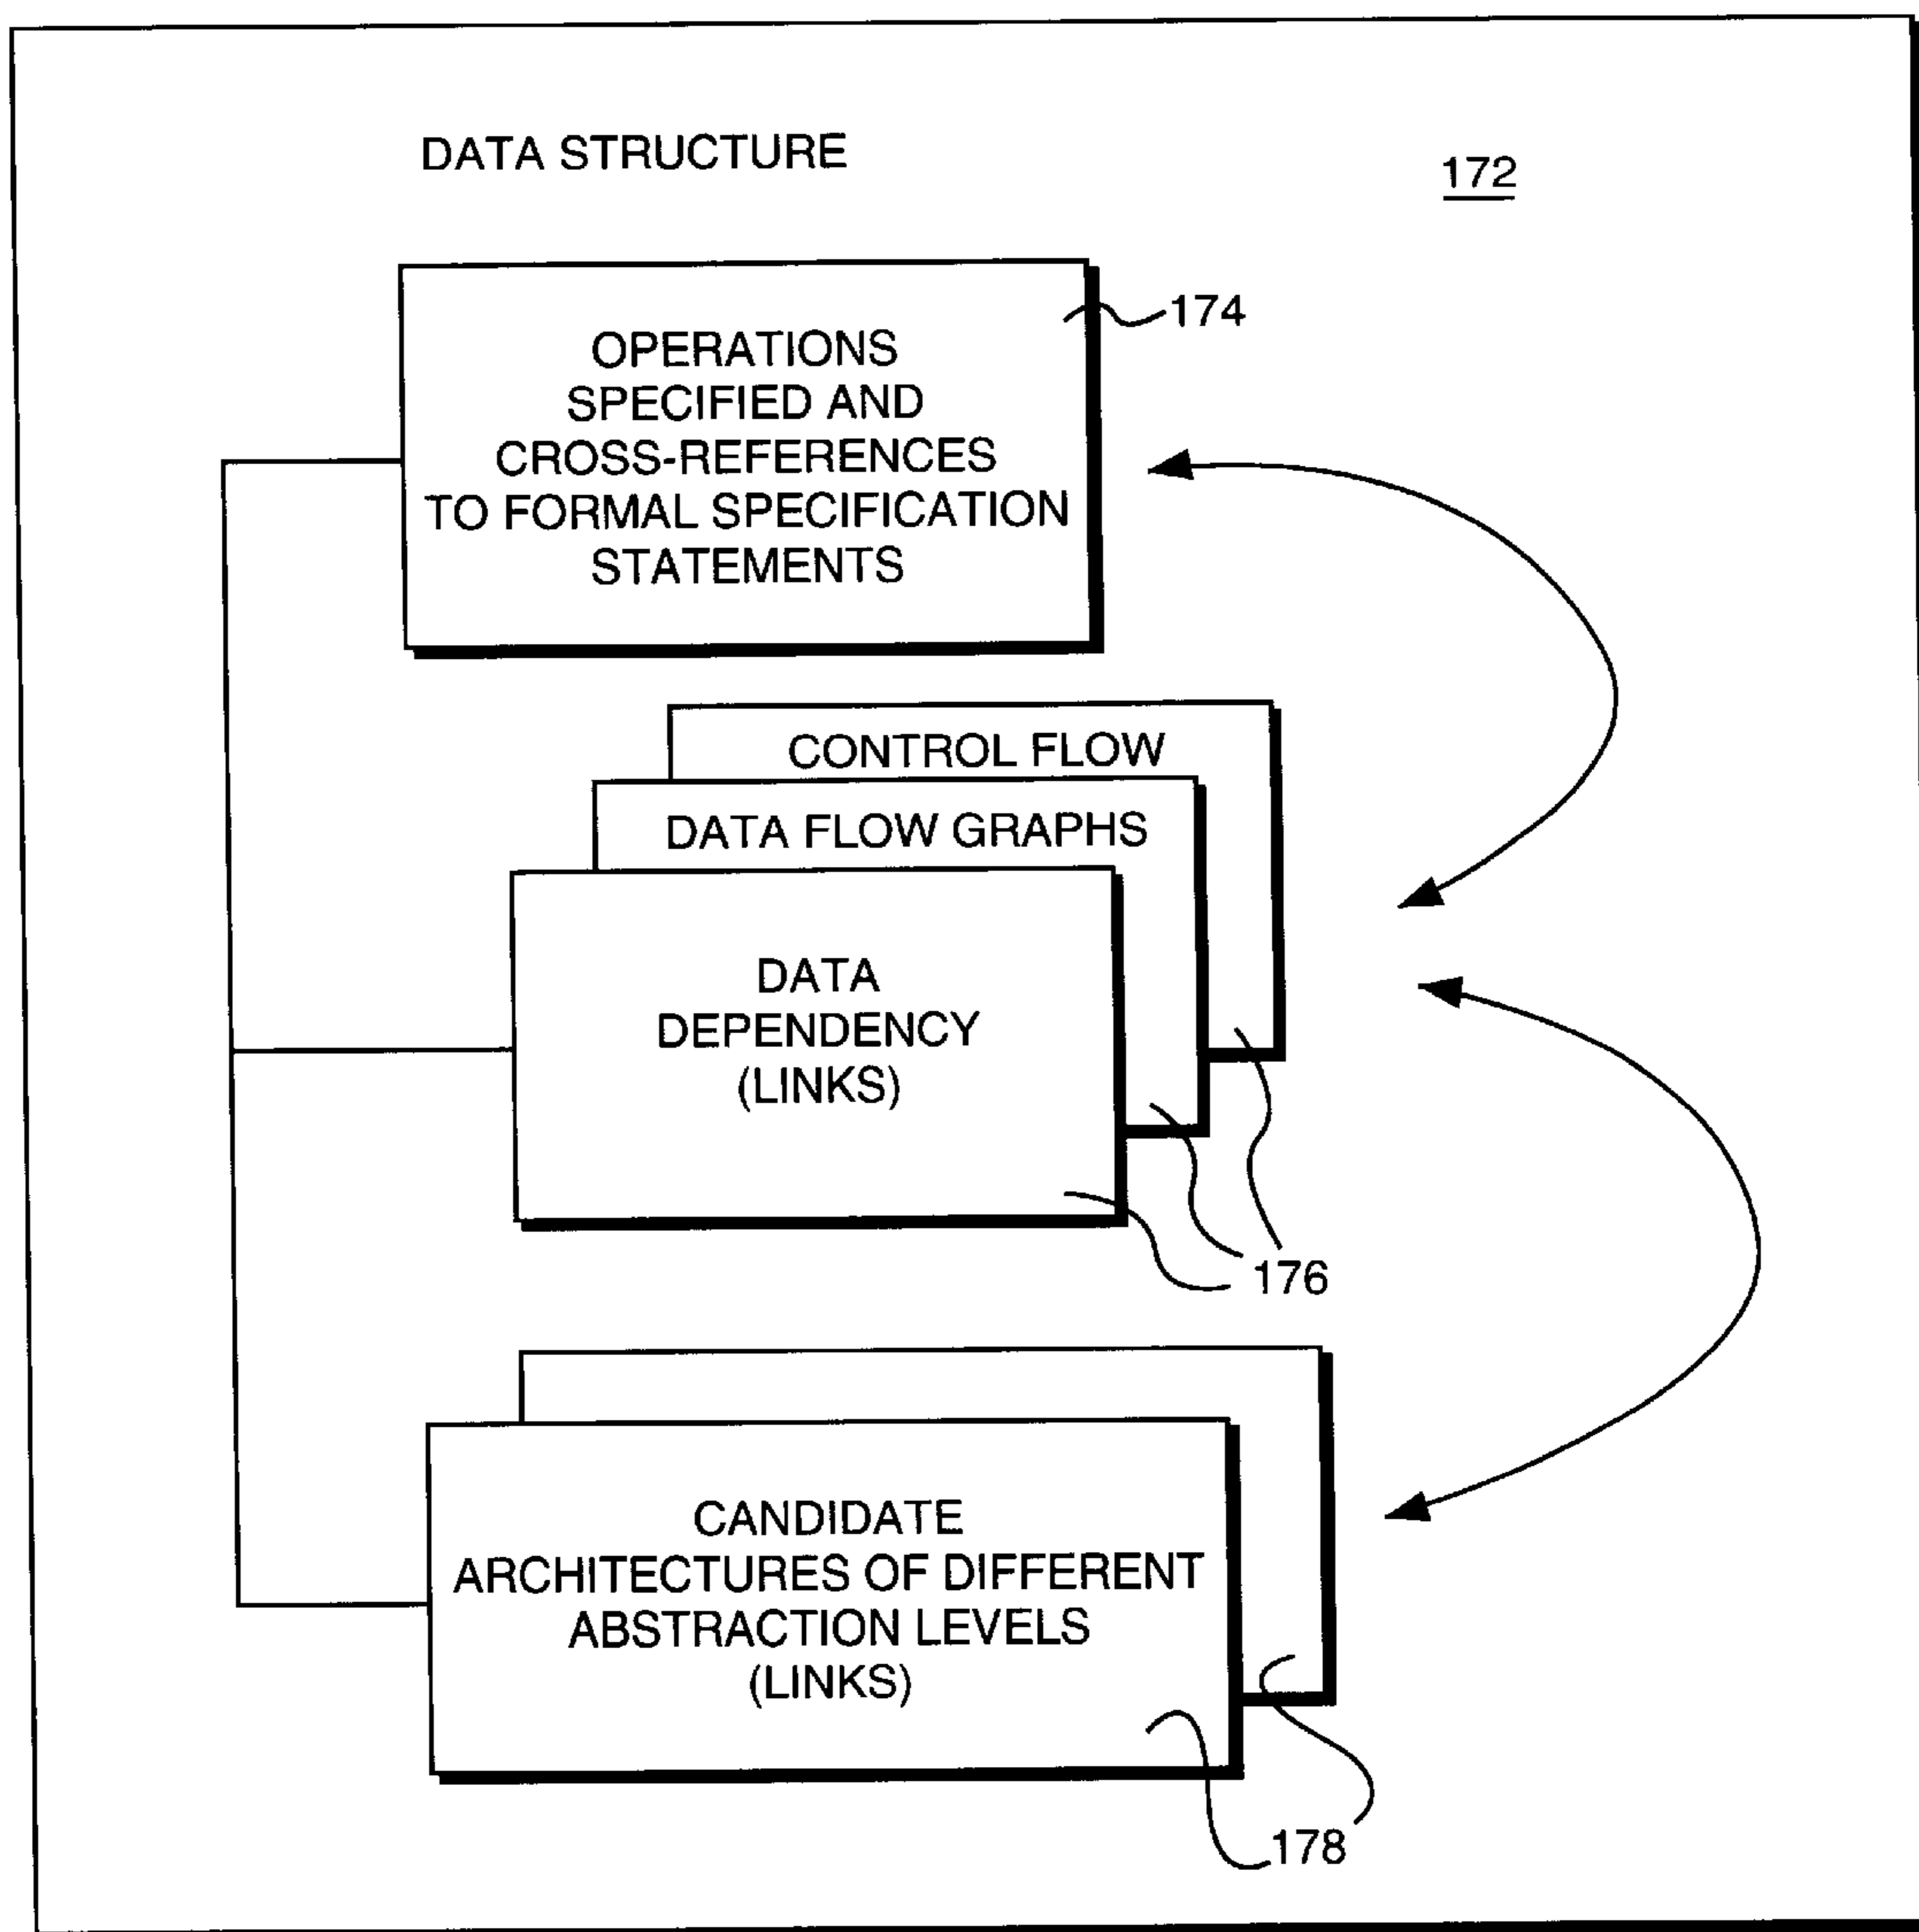 DATA STRUCTURE
172
174
OPERATIONS
SPECIFIED AND
CROSS-REFERENCES
TO FORMAL SPECIFICATION
STATEMENTS
CONTROL FLOW
DATA FLOW GRAPHS
DATA
DEPENDENCY
(LINKS)
176
CANDIDATE
ARCHITECTURES OF DIFFERENT
ABSTRACTION LEVELS
(LINKS)
178